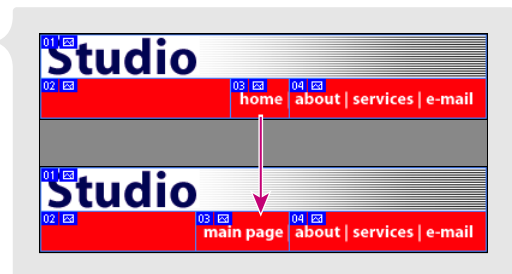 01
Studio
02 03 04
home | about | services | e-mail
01
Studio
02 03 04
main page | about | services | e-mail